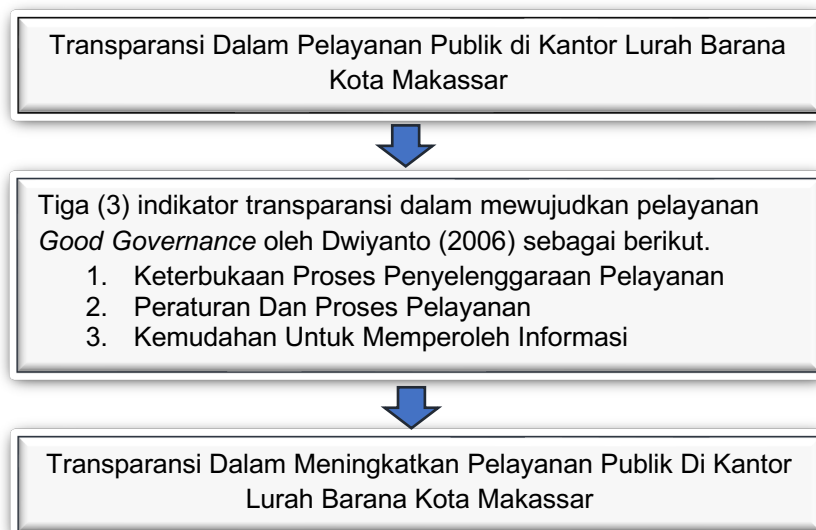 Transparansi Dalam Pelayanan Publik di Kantor Lurah Barana
Kota Makassar
Tiga (3) indikator transparansi dalam mewujudkan pelayanan
Good Governance oleh Dwiyanto (2006) sebagai berikut.
1. Keterbukaan Proses Penyelenggaraan Pelayanan
2. Peraturan Dan Proses Pelayanan
3. Kemudahan Untuk Memperoleh Informasi
Transparansi Dalam Meningkatkan Pelayanan Publik Di Kantor
Lurah Barana Kota Makassar